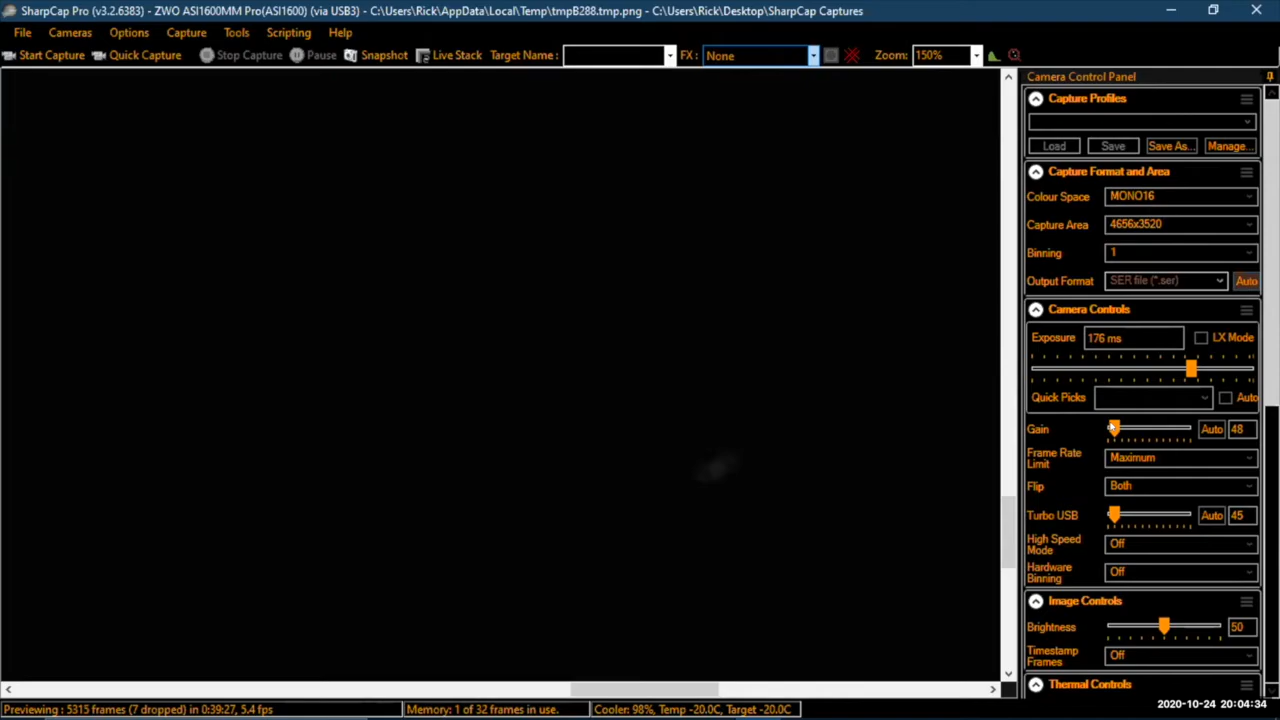 SharpCap Pro (v3.2.6383) - ZWO ASI1600MM Pro(ASI1600) (via USB3) - C:\Users\Rick\AppData\Local\Temp\tmpB288.tmp.png - C:\Users\Rick\Desktop\SharpCap Captures
File Cameras Options Capture Tools Scripting Help
Start Capture Quick Capture Stop Capture Pause Snapshot Live Stack Target Name : FX : None Zoom: 150%
Camera Control Panel
Capture Profiles
Load Save Save As... Manage...
Capture Format and Area
Colour Space MONO16
Capture Area 4656x3520
Binning 1
Output Format SER file (*.ser) Auto
Camera Controls
Exposure 176 ms LX Mode
Quick Picks Auto
Gain Auto 48
Frame Rate Limit Maximum
Flip Both
Turbo USB Auto 45
High Speed Mode Off
Hardware Binning Off
Image Controls
Brightness 50
Timestamp Frames Off
Thermal Controls
2020-10-24 20:04:34
Previewing : 5315 frames (7 dropped) in 0:39:27, 5.4 fps Memory: 1 of 32 frames in use. Cooler: 98%, Temp -20.0C, Target -20.0C